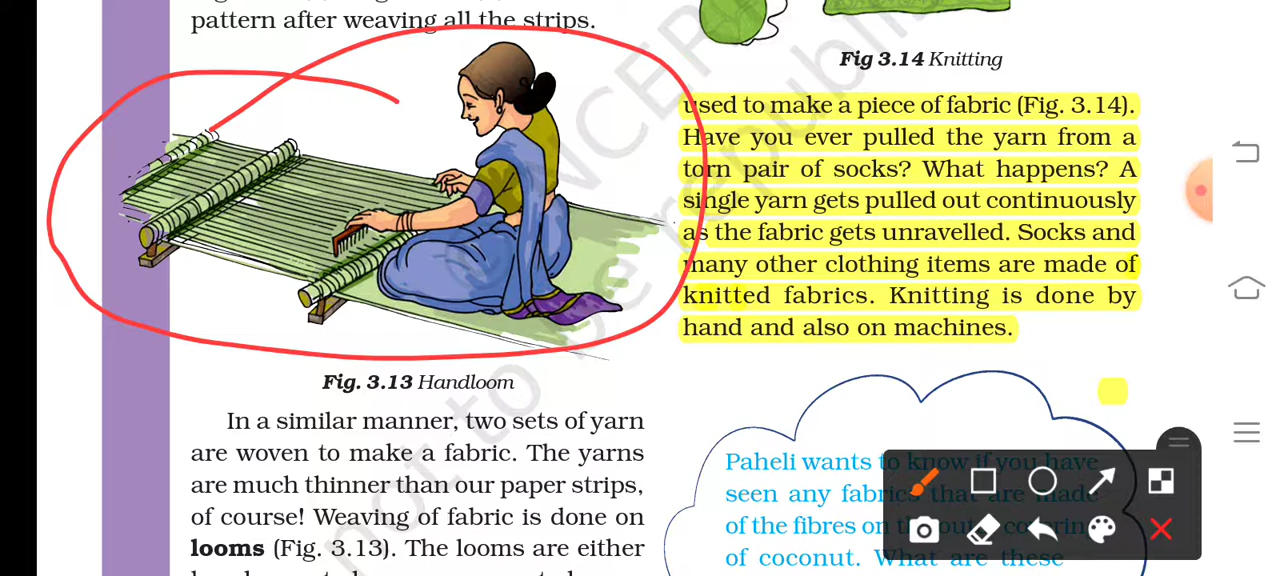 pattern after weaving all the strips.
Fig. 3.13 Handloom
In a similar manner, two sets of yarn
are woven to make a fabric. The yarns
are much thinner than our paper strips,
of course! Weaving of fabric is done on
looms (Fig. 3.13). The looms are either
Fig 3.14 Knitting
used to make a piece of fabric (Fig. 3.14).
Have you ever pulled the yarn from a
torn pair of socks? What happens? A
single yarn gets pulled out continuously
as the fabric gets unravelled. Socks and
many other clothing items are made of
knitted fabrics. Knitting is done by
hand and also on machines.
Paheli wants to know if you have
seen any fabrics that are made
of the fibres on
of coconut. What are these